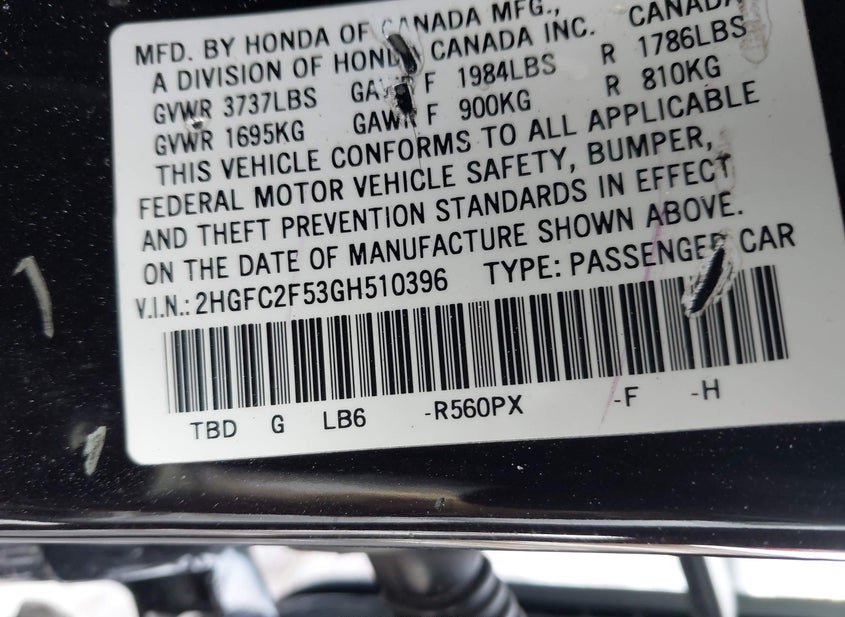 MFD. BY HONDA OF CANADA MFG.,
A DIVISION OF HONDA CANADA INC. CANADA
GVWR 3737LBS GAWR F 1984LBS R 1786LBS
GVWR 1695KG GAWR F 900KG R 810KG
THIS VEHICLE CONFORMS TO ALL APPLICABLE
FEDERAL MOTOR VEHICLE SAFETY, BUMPER,
AND THEFT PREVENTION STANDARDS IN EFFECT
ON THE DATE OF MANUFACTURE SHOWN ABOVE.
V.I.N.: 2HGFC2F53GH510396 TYPE: PASSENGER CAR
TBD G LB6 -R560PX -F -H